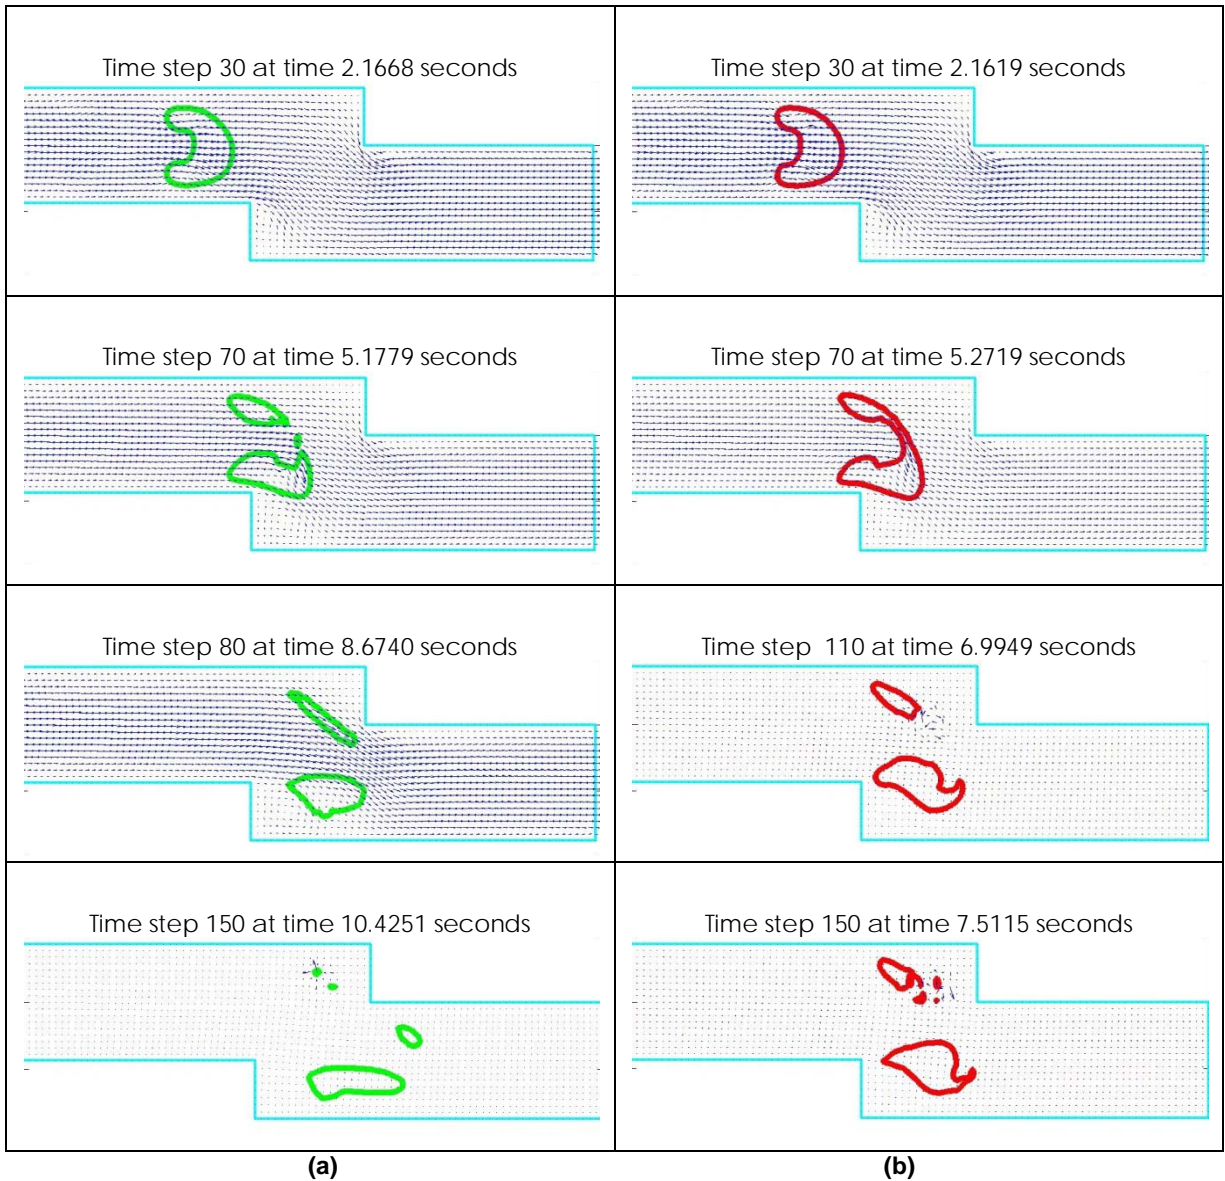 Time step 30 at time 2.1668 seconds
Time step 30 at time 2.1619 seconds
Time step 70 at time 5.1779 seconds
Time step 70 at time 5.2719 seconds
Time step 80 at time 8.6740 seconds
Time step 110 at time 6.9949 seconds
Time step 150 at time 10.4251 seconds
Time step 150 at time 7.5115 seconds
(a)
(b)